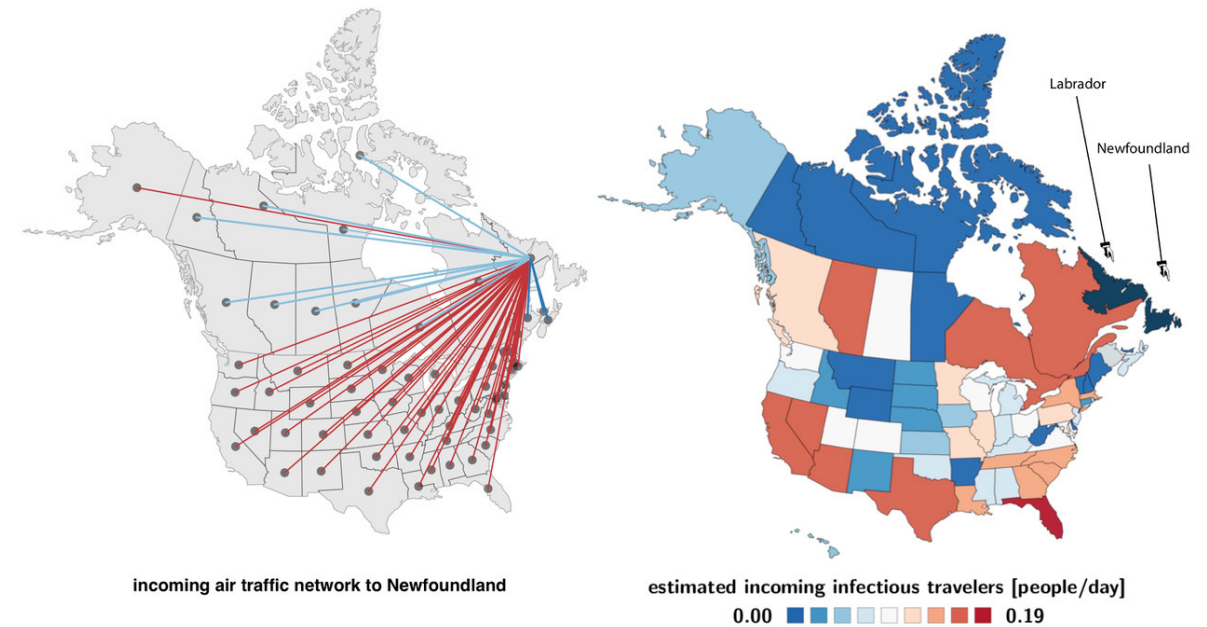 Labrador
Newfoundland
incoming air traffic network to Newfoundland
estimated incoming infectious travelers [people/day]
0.00 0.19